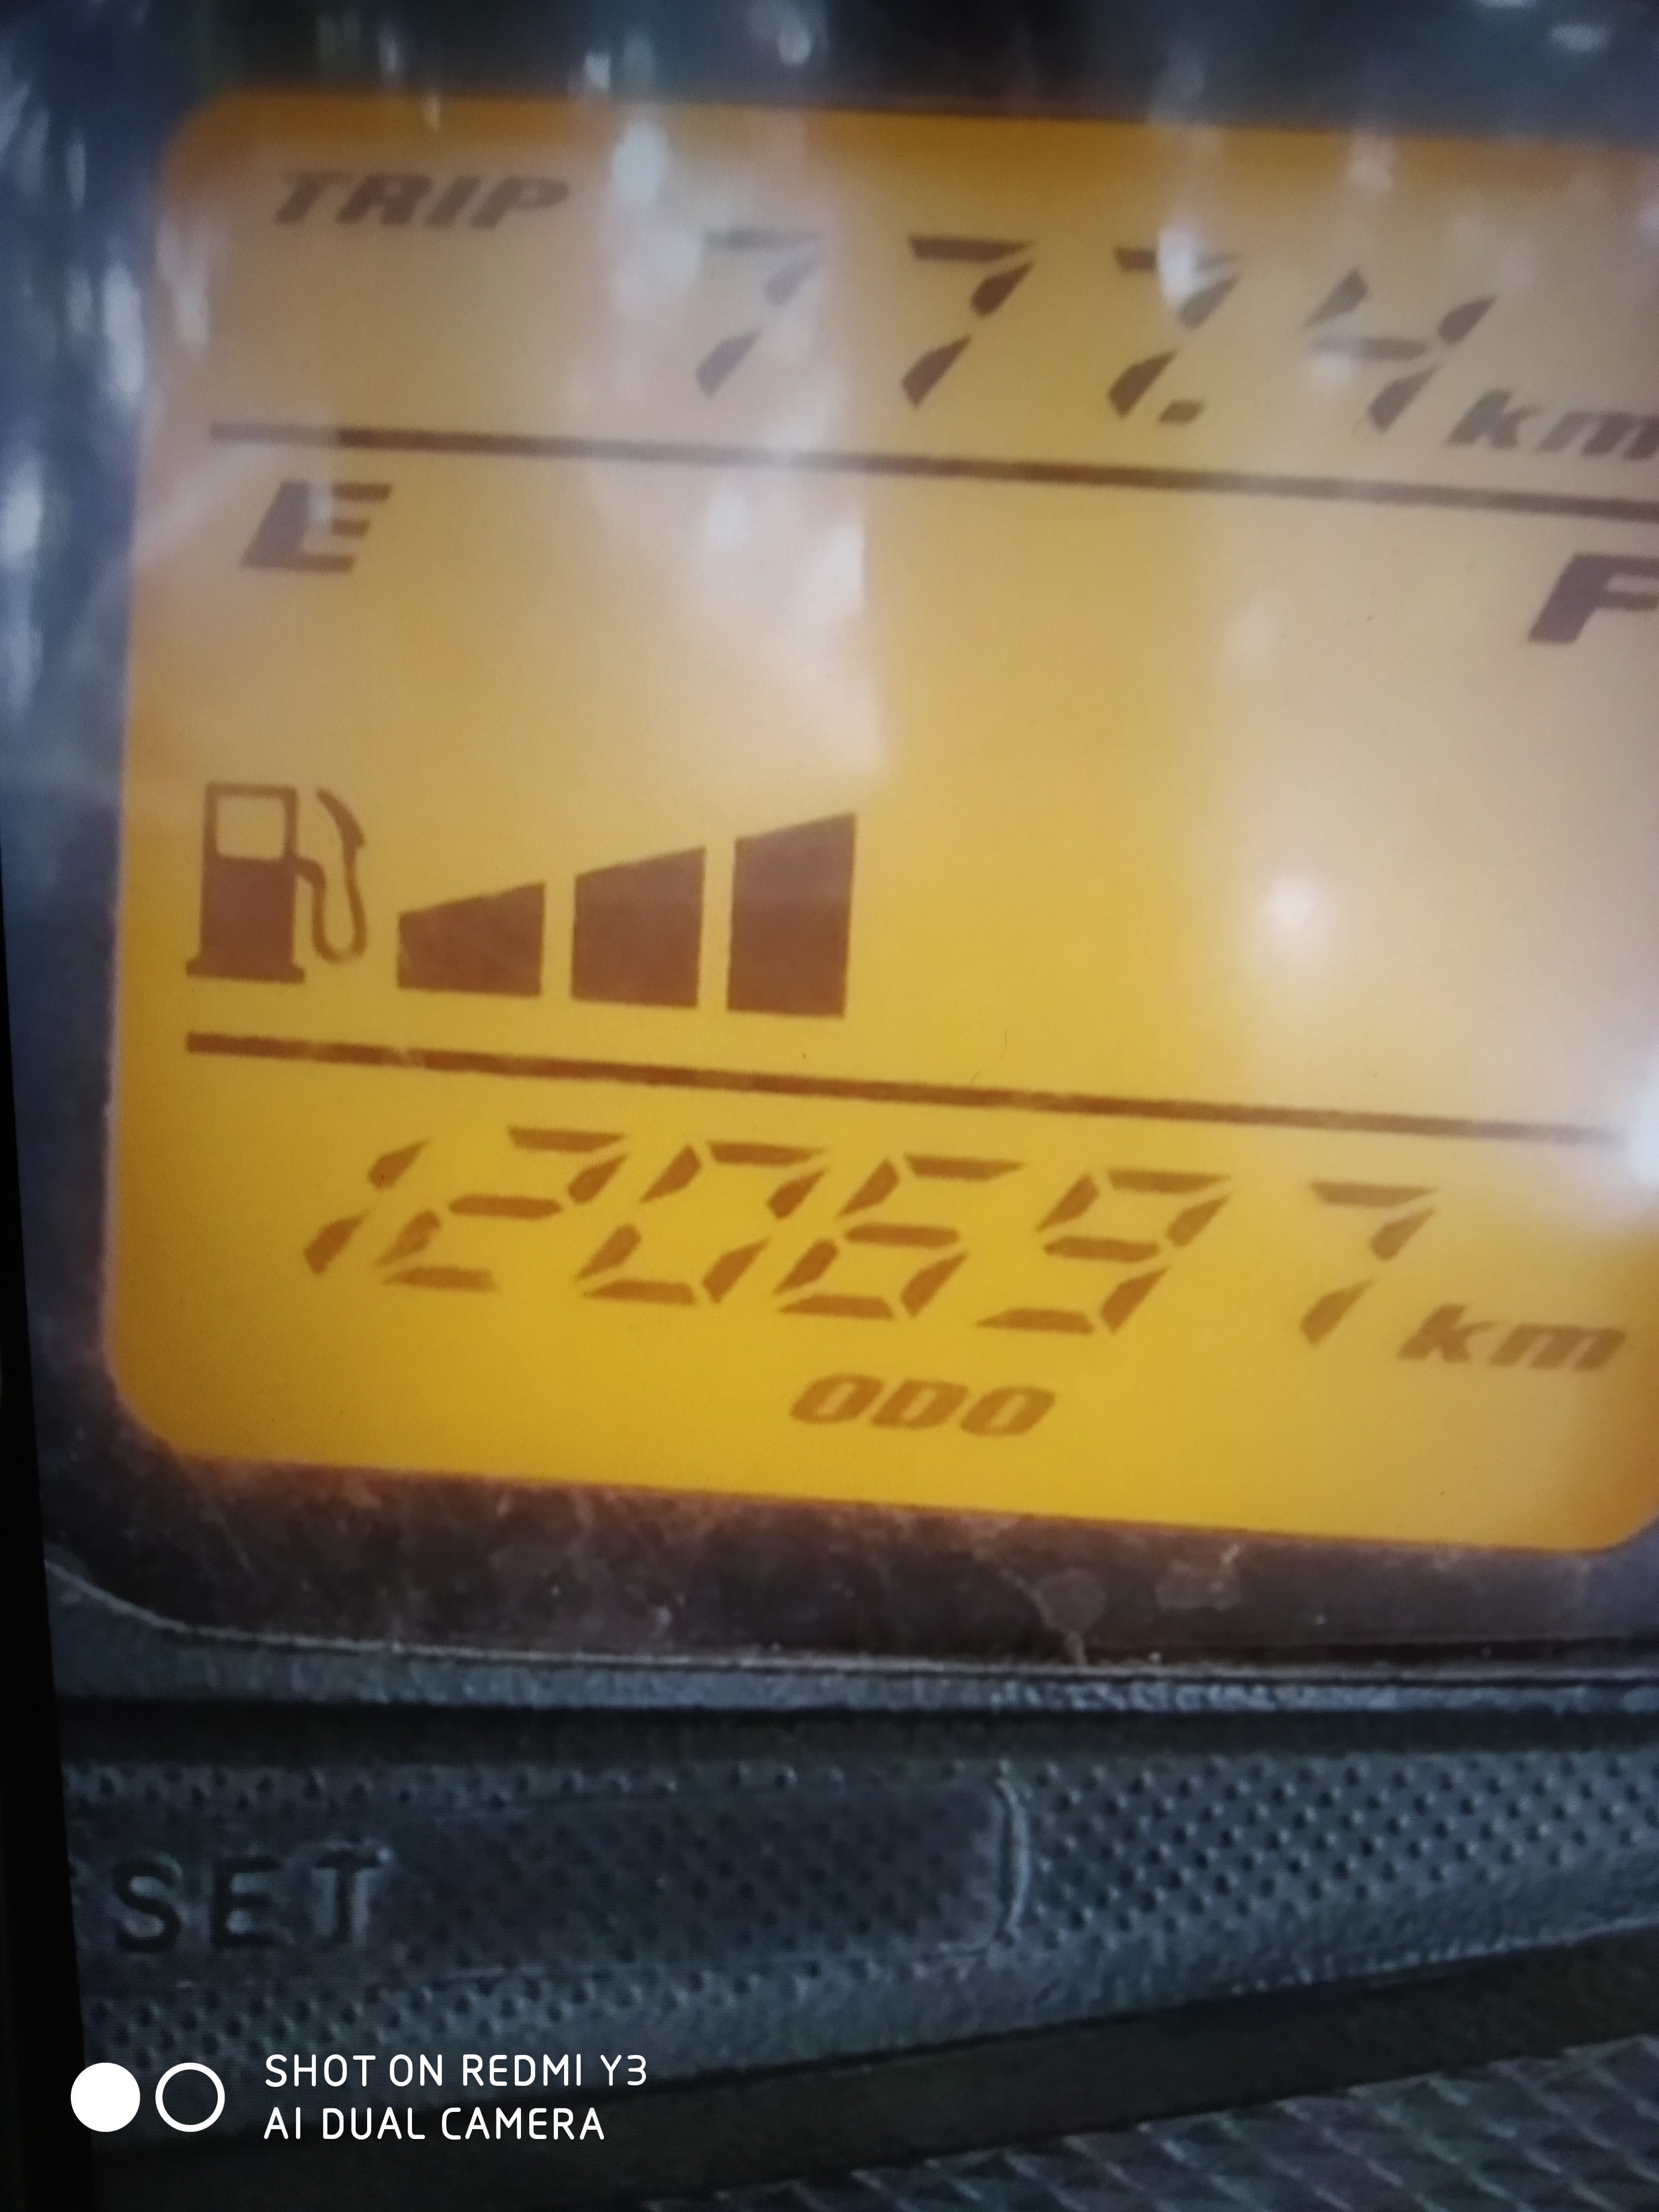 TRIP
777.4 km
E F
120697 km
ODO
SET
SHOT ON REDMI Y3
AI DUAL CAMERA